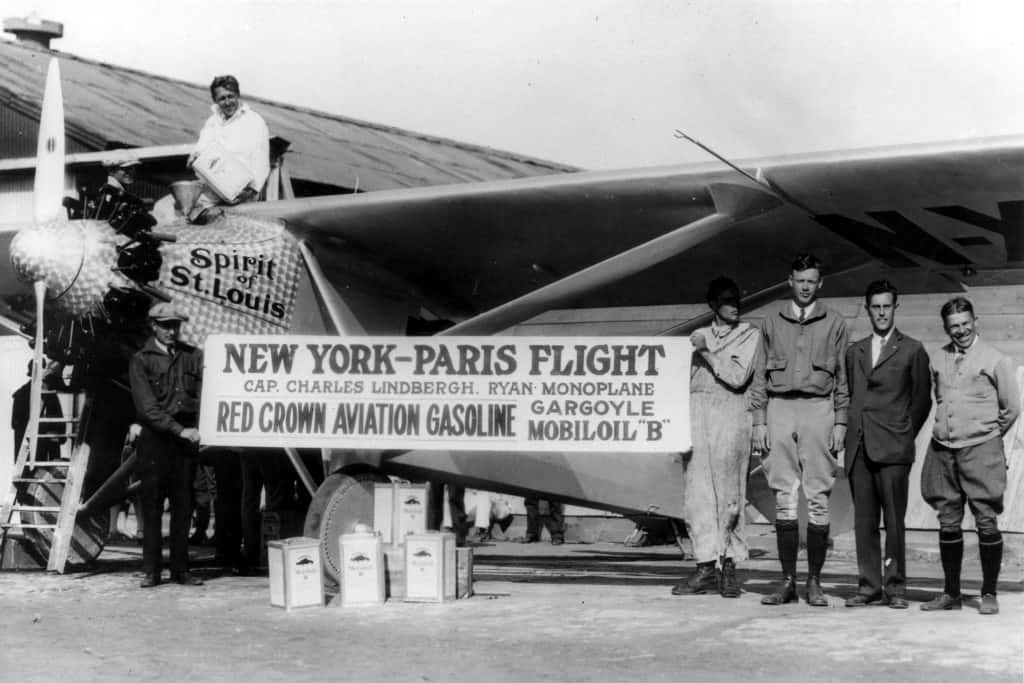 Spirit
of
St. Louis
N-X
NEW YORK-PARIS FLIGHT
CAP. CHARLES LINDBERGH. RYAN MONOPLANE
RED CROWN AVIATION GASOLINE
GARGOYLE
MOBILOIL "B"